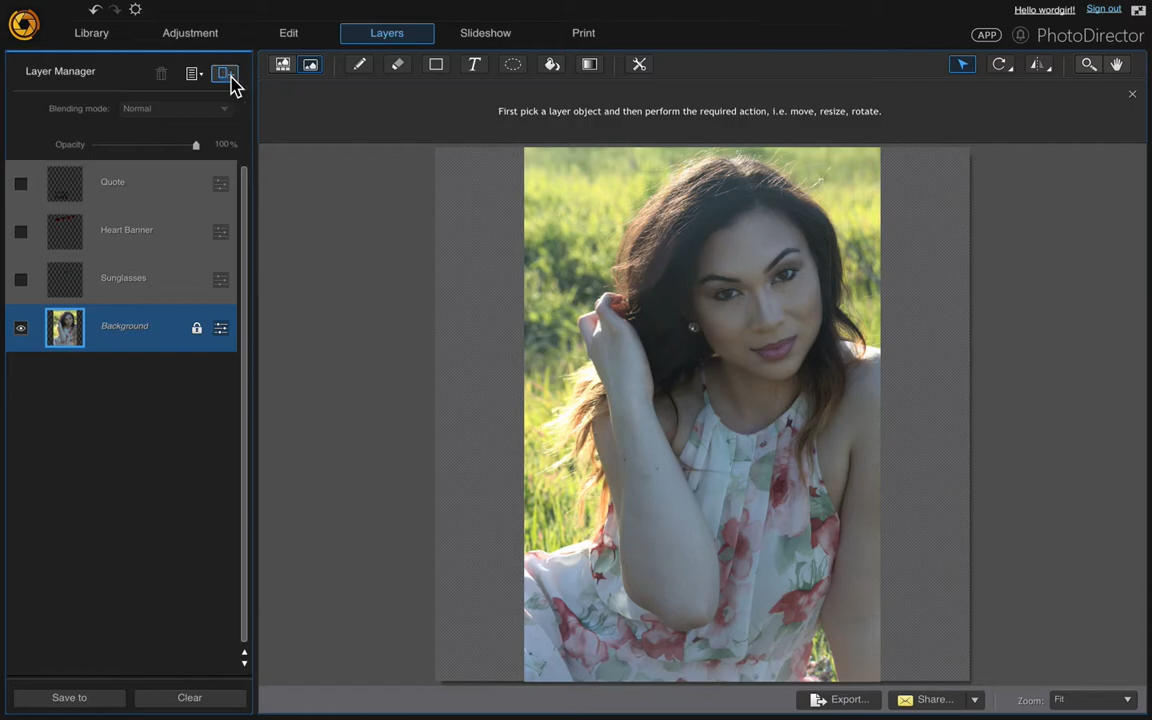 Hello wordgirl!
Sign out
Library
Adjustment
Edit
Layers
Slideshow
Print
APP
PhotoDirector
Layer Manager
Blending mode:
Normal
Opacity
100%
First pick a layer object and then perform the required action, i.e. move, resize, rotate.
Quote
Heart Banner
Sunglasses
Background
Save to
Clear
Export...
Share...
Zoom:
Fit